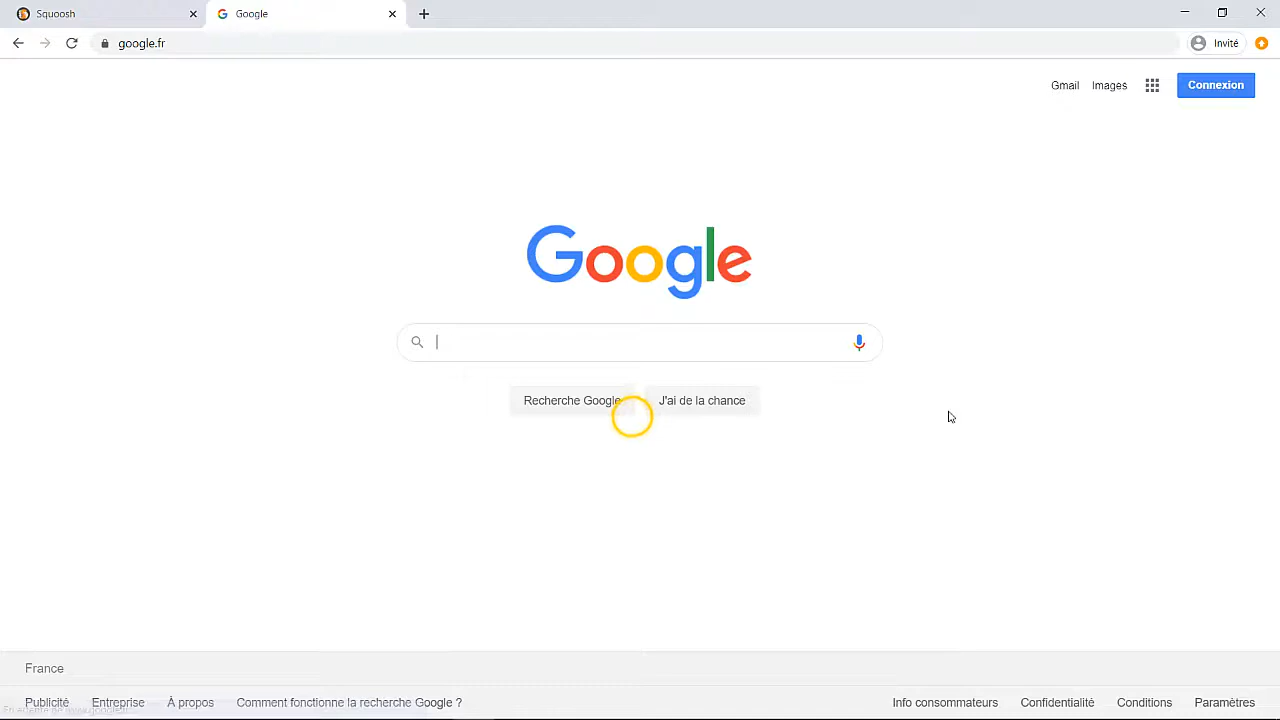 Squoosh
Google
google.fr
Invité
Gmail
Images
Connexion
Google
Recherche Google
J'ai de la chance
France
Publicité
Entreprise
À propos
Comment fonctionne la recherche Google ?
Info consommateurs
Confidentialité
Conditions
Paramètres